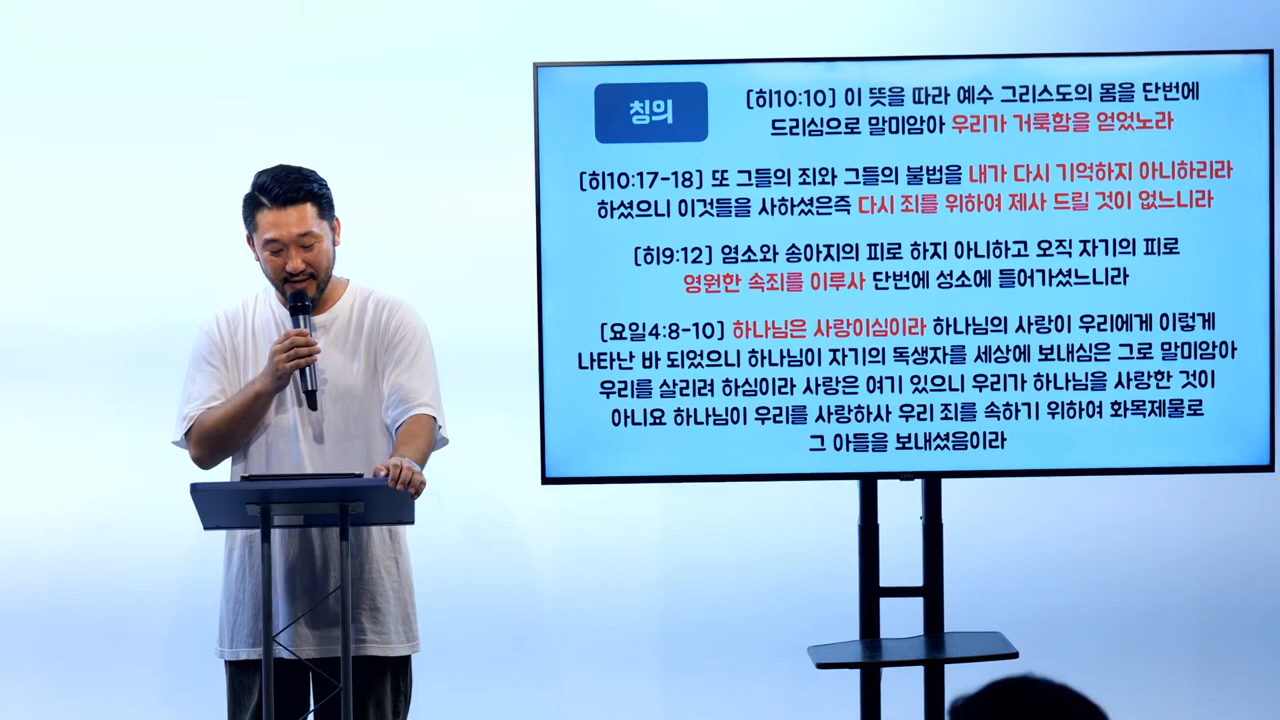 칭의
[히10:10] 이 뜻을 따라 예수 그리스도의 몸을 단번에
드리심으로 말미암아 우리가 거룩함을 얻었노라
[히10:17-18] 또 그들의 죄와 그들의 불법을 내가 다시 기억하지 아니하리라
하셨으니 이것들을 사하셨은즉 다시 죄를 위하여 제사 드릴 것이 없느니라
[히9:12] 염소와 송아지의 피로 하지 아니하고 오직 자기의 피로
영원한 속죄를 이루사 단번에 성소에 들어가셨느니라
[요일4:8-10] 하나님은 사랑이심이라 하나님의 사랑이 우리에게 이렇게
나타난 바 되었으니 하나님이 자기의 독생자를 세상에 보내심은 그로 말미암아
우리를 살리려 하심이라 사랑은 여기 있으니 우리가 하나님을 사랑한 것이
아니요 하나님이 우리를 사랑하사 우리 죄를 속하기 위하여 화목제물로
그 아들을 보내셨음이라